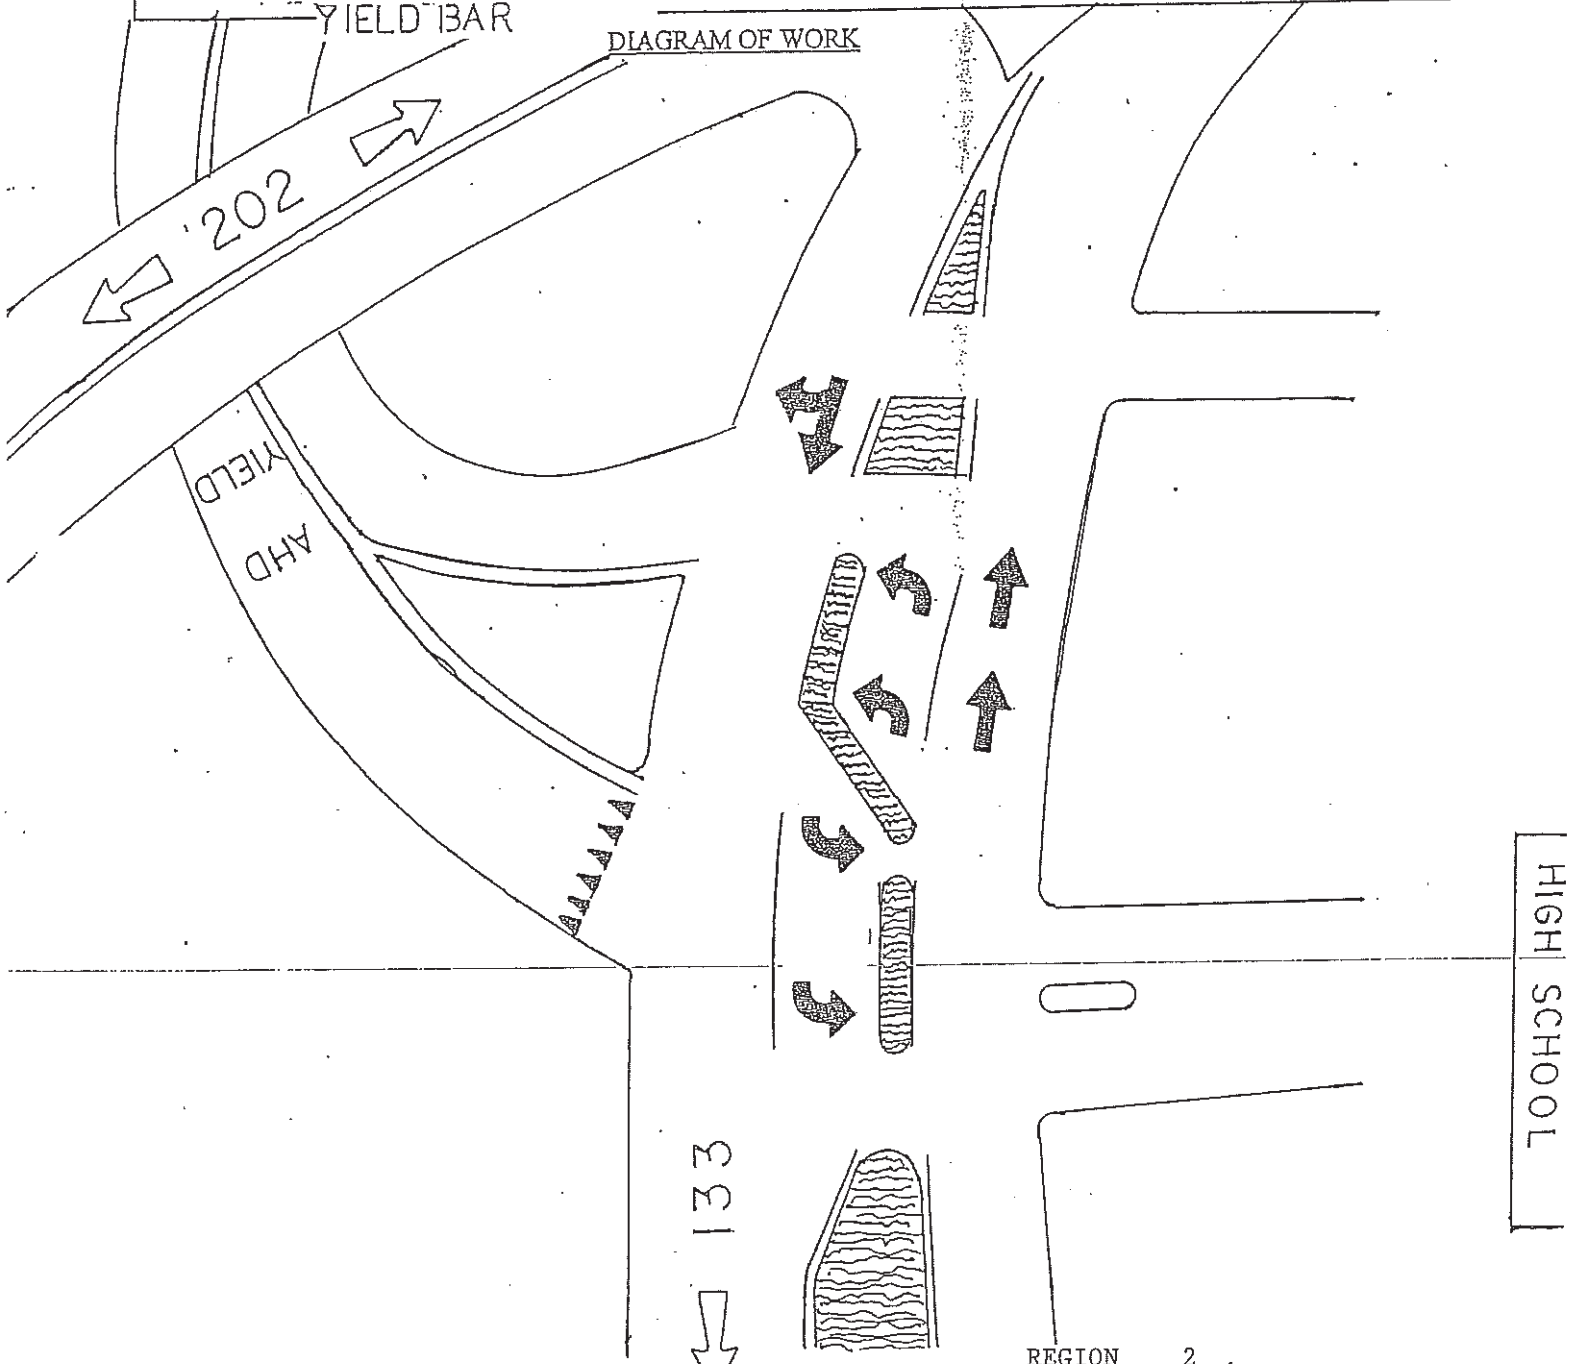 YIELD BAR
DIAGRAM OF WORK
'202
YIELD
AHD
HIGH SCHOOL
133
REGION 2